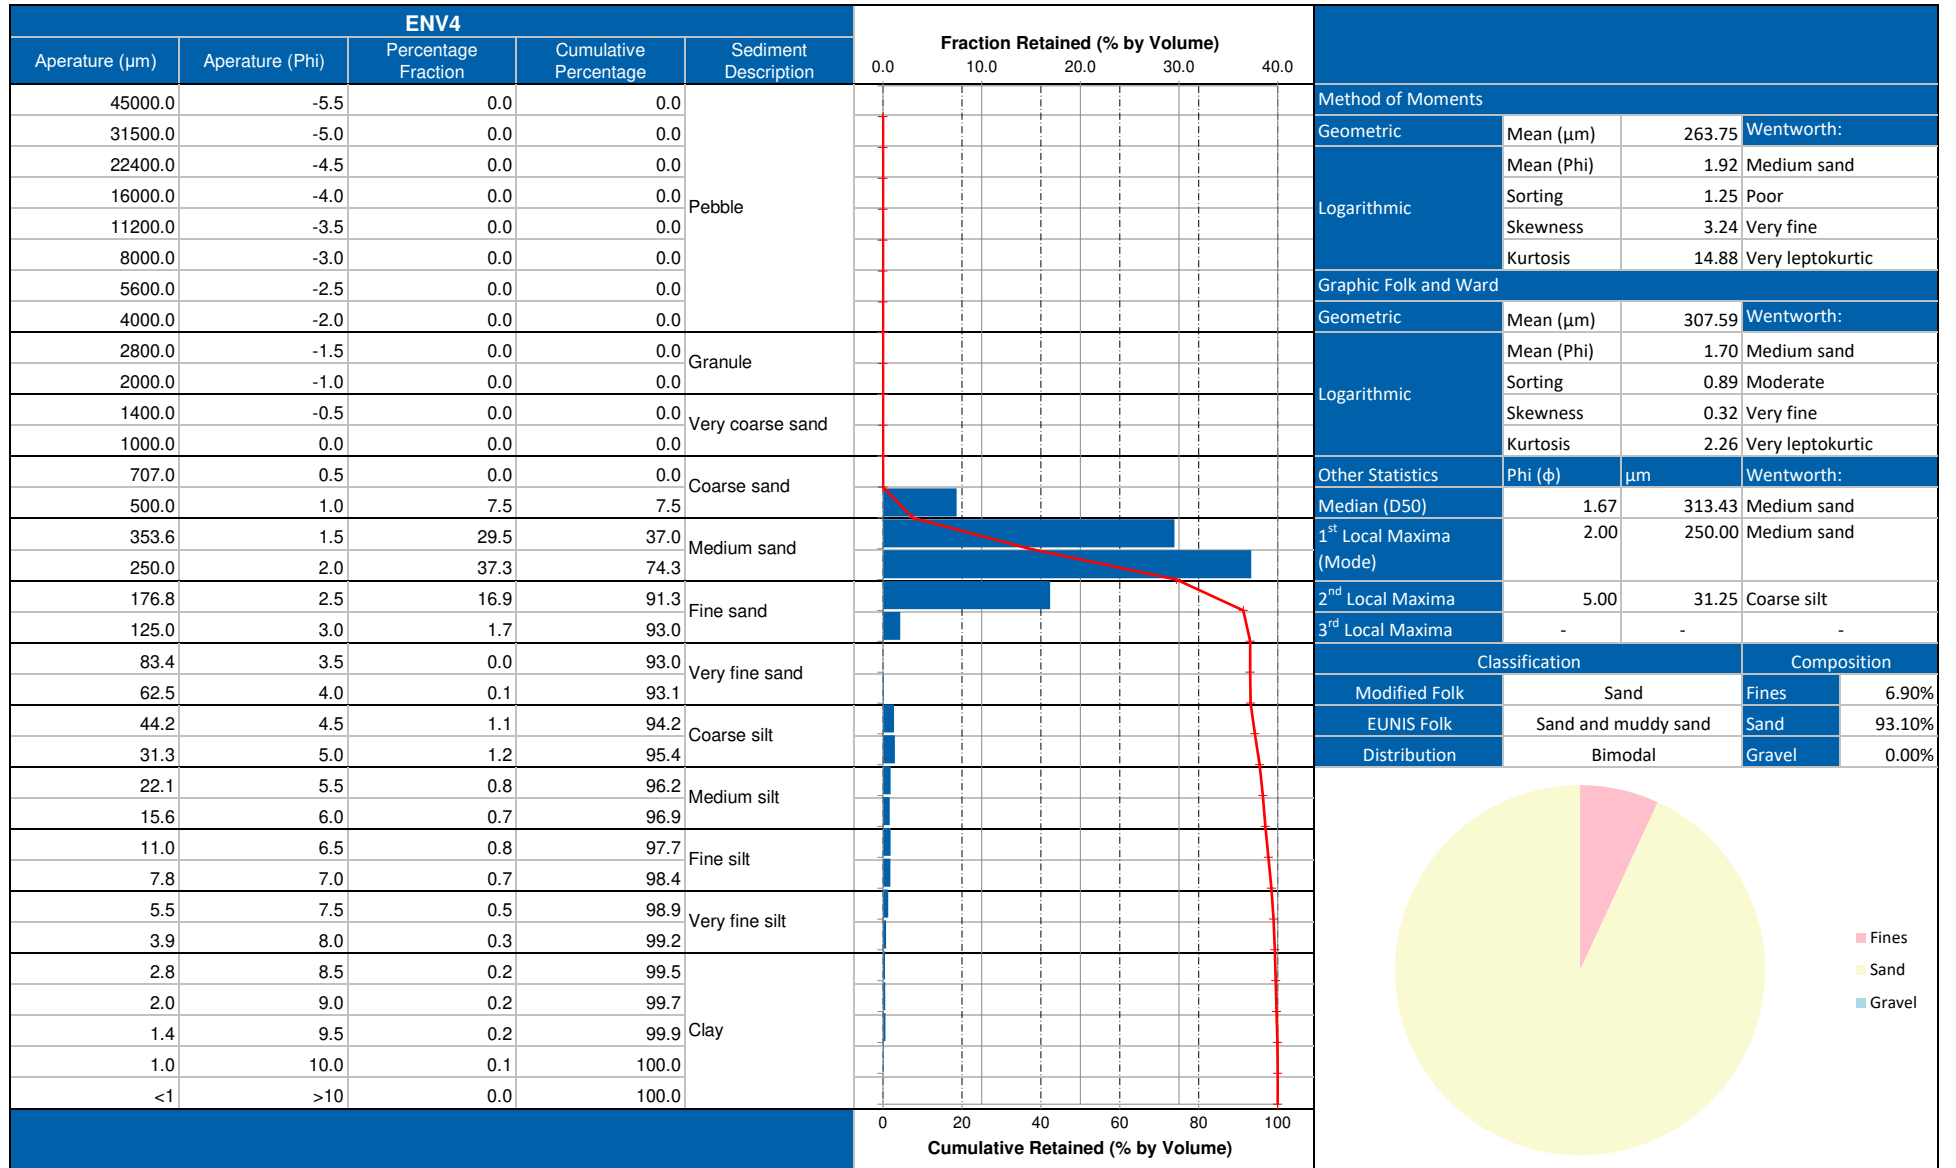 ENV4
Aperature (µm) Aperature (Phi) Percentage Fraction Cumulative Percentage Sediment Description
45000.0 -5.5 0.0 0.0
31500.0 -5.0 0.0 0.0
22400.0 -4.5 0.0 0.0
16000.0 -4.0 0.0 0.0 Pebble
11200.0 -3.5 0.0 0.0
8000.0 -3.0 0.0 0.0
5600.0 -2.5 0.0 0.0
4000.0 -2.0 0.0 0.0
2800.0 -1.5 0.0 0.0 Granule
2000.0 -1.0 0.0 0.0
1400.0 -0.5 0.0 0.0 Very coarse sand
1000.0 0.0 0.0 0.0
707.0 0.5 0.0 0.0 Coarse sand
500.0 1.0 7.5 7.5
353.6 1.5 29.5 37.0 Medium sand
250.0 2.0 37.3 74.3
176.8 2.5 16.9 91.3 Fine sand
125.0 3.0 1.7 93.0
83.4 3.5 0.0 93.0 Very fine sand
62.5 4.0 0.1 93.1
44.2 4.5 1.1 94.2 Coarse silt
31.3 5.0 1.2 95.4
22.1 5.5 0.8 96.2 Medium silt
15.6 6.0 0.7 96.9
11.0 6.5 0.8 97.7 Fine silt
7.8 7.0 0.7 98.4
5.5 7.5 0.5 98.9 Very fine silt
3.9 8.0 0.3 99.2
2.8 8.5 0.2 99.5
2.0 9.0 0.2 99.7
1.4 9.5 0.2 99.9 Clay
1.0 10.0 0.1 100.0
<1 >10 0.0 100.0
Fraction Retained (% by Volume)
0.0 10.0 20.0 30.0 40.0
0 20 40 60 80 100
Cumulative Retained (% by Volume)
Method of Moments
Geometric Mean (µm) 263.75 Wentworth:
Logarithmic Mean (Phi) 1.92 Medium sand
Sorting 1.25 Poor
Skewness 3.24 Very fine
Kurtosis 14.88 Very leptokurtic
Graphic Folk and Ward
Geometric Mean (µm) 307.59 Wentworth:
Logarithmic Mean (Phi) 1.70 Medium sand
Sorting 0.89 Moderate
Skewness 0.32 Very fine
Kurtosis 2.26 Very leptokurtic
Other Statistics Phi (ϕ) µm Wentworth:
Median (D50) 1.67 313.43 Medium sand
1st Local Maxima (Mode) 2.00 250.00 Medium sand
2nd Local Maxima 5.00 31.25 Coarse silt
3rd Local Maxima - - -
Classification Composition
Modified Folk Sand Fines 6.90%
EUNIS Folk Sand and muddy sand Sand 93.10%
Distribution Bimodal Gravel 0.00%
Fines
Sand
Gravel